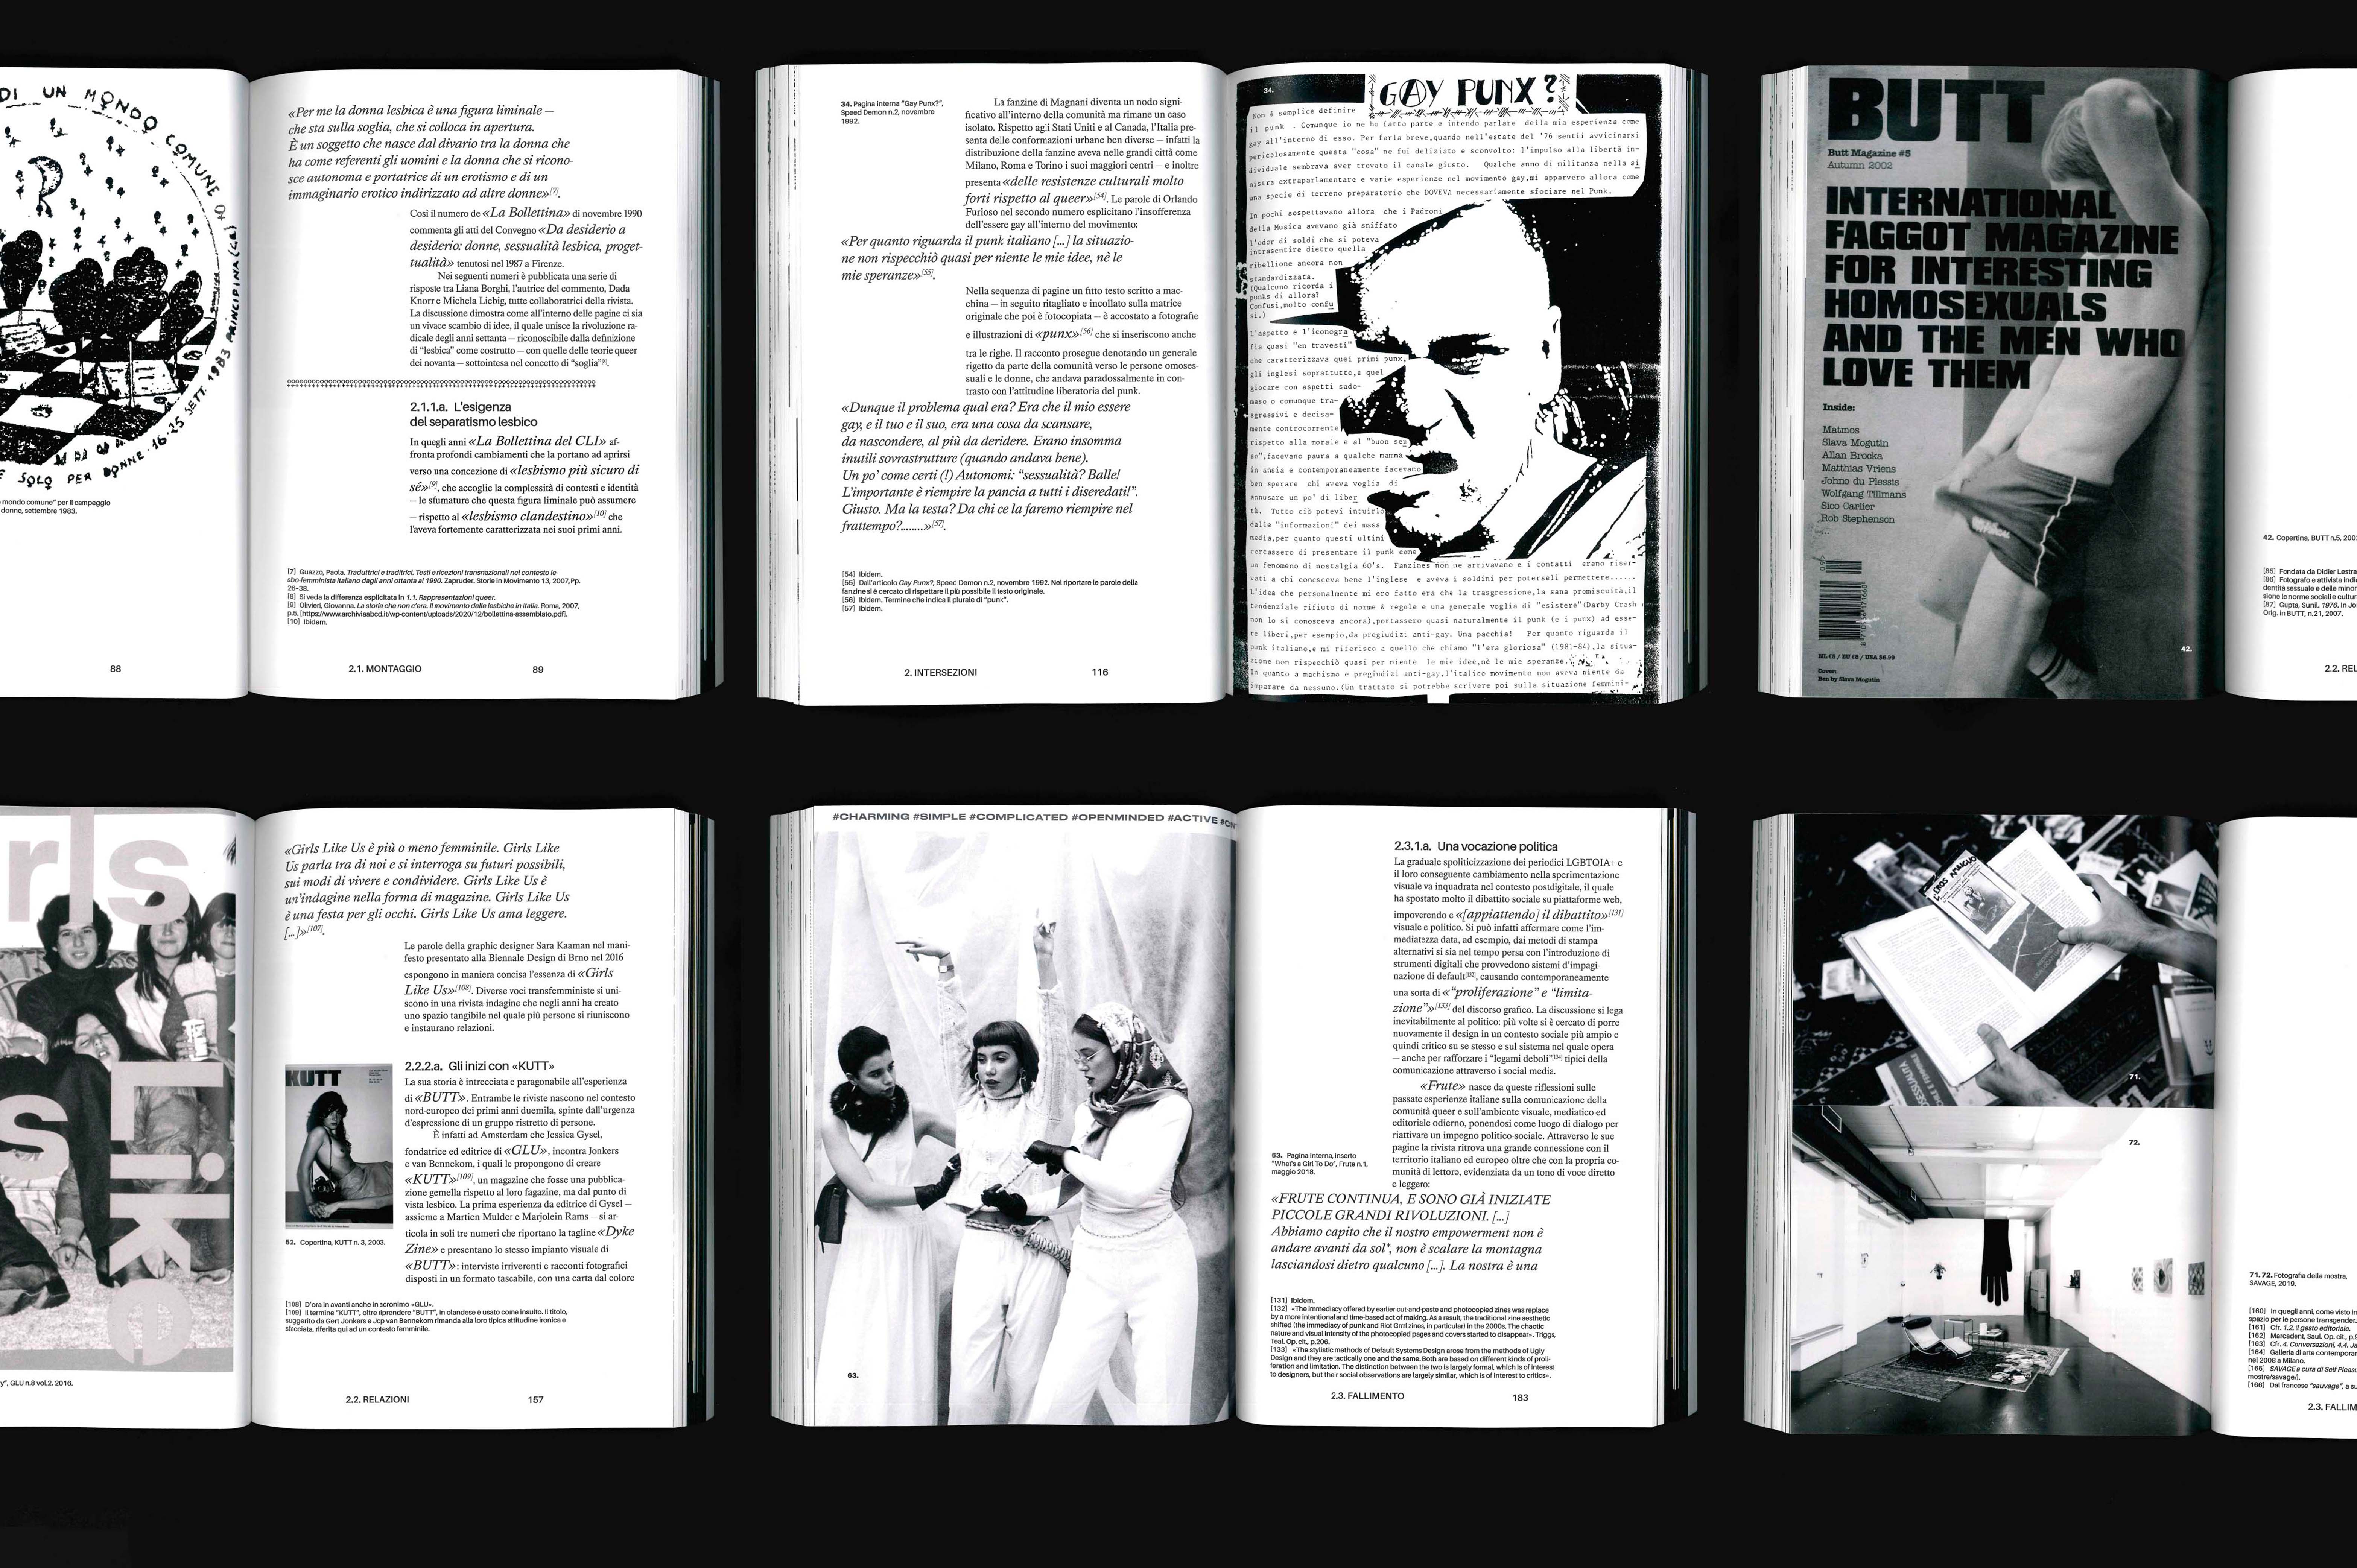 DI UN MONDO COMUNE
16-25 SETT. 1983 PRINCIPINA (GR)
E SOLO PER DONNE
mondo comune" per il campeggio
donne, settembre 1983.
88
«Per me la donna lesbica è una figura liminale —
che sta sulla soglia, che si colloca in apertura.
È un soggetto che nasce dal divario tra la donna che
ha come referenti gli uomini e la donna che si ricono-
sce autonoma e portatrice di un erotismo e di un
immaginario erotico indirizzato ad altre donne»[7].
Così il numero de «La Bollettina» di novembre 1990
commenta gli atti del Convegno «Da desiderio a
desiderio: donne, sessualità lesbica, proget-
tualità» tenutosi nel 1987 a Firenze.
Nei seguenti numeri è pubblicata una serie di
risposte tra Liana Borghi, l'autrice del commento, Dada
Knorr e Michela Liebig, tutte collaboratrici della rivista.
La discussione dimostra come all'interno delle pagine ci sia
un vivace scambio di idee, il quale unisce la rivoluzione ra-
dicale degli anni settanta — riconoscibile dalla definizione
di "lesbica" come costrutto — con quelle delle teorie queer
dei novanta — sottointesa nel concetto di "soglia"[8].
2.1.1.a. L'esigenza
del separatismo lesbico
In quegli anni «La Bollettina del CLI» af-
fronta profondi cambiamenti che la portano ad aprirsi
verso una concezione di «lesbismo più sicuro di
sé»[9], che accoglie la complessità di contesti e identità
— le sfumature che questa figura liminale può assumere
— rispetto al «lesbismo clandestino»[10] che
l'aveva fortemente caratterizzata nei suoi primi anni.
[7] Guazzo, Paola. Traduttrici e traditrici. Testi e ricezioni transnazionali nel contesto le-
sbo-femminista italiano dagli anni ottanta al 1990. Zapruder. Storie in Movimento 13, 2007, Pp.
26-38.
[8] Si veda la differenza esplicitata in 1.1. Rappresentazioni queer.
[9] Olivieri, Giovanna. La storia che non c'era. Il movimento delle lesbiche in italia. Roma, 2007,
p.5. [https://www.archiviaabcd.it/wp-content/uploads/2020/12/bollettina-assemblato.pdf].
[10] Ibidem.
2.1. MONTAGGIO
89
34. Pagina interna "Gay Punx?",
Speed Demon n.2, novembre
1992.
La fanzine di Magnani diventa un nodo signi-
ficativo all'interno della comunità ma rimane un caso
isolato. Rispetto agli Stati Uniti e al Canada, l'Italia pre-
senta delle conformazioni urbane ben diverse — infatti la
distribuzione della fanzine aveva nelle grandi città come
Milano, Roma e Torino i suoi maggiori centri — e inoltre
presenta «delle resistenze culturali molto
forti rispetto al queer»[54]. Le parole di Orlando
Furioso nel secondo numero esplicitano l'insofferenza
dell'essere gay all'interno del movimento:
«Per quanto riguarda il punk italiano [...] la situazio-
ne non rispecchiò quasi per niente le mie idee, nè le
mie speranze»[55].
Nella sequenza di pagine un fitto testo scritto a mac-
china — in seguito ritagliato e incollato sulla matrice
originale che poi è fotocopiata — è accostato a fotografie
e illustrazioni di «punx»[56] che si inseriscono anche
tra le righe. Il racconto prosegue denotando un generale
rigetto da parte della comunità verso le persone omoses-
suali e le donne, che andava paradossalmente in con-
trasto con l'attitudine liberatoria del punk.
«Dunque il problema qual era? Era che il mio essere
gay, e il tuo e il suo, era una cosa da scansare,
da nascondere, al più da deridere. Erano insomma
inutili sovrastrutture (quando andava bene).
Un po' come certi (!) Autonomi: "sessualità? Balle!
L'importante è riempire la pancia a tutti i diseredati!".
Giusto. Ma la testa? Da chi ce la faremo riempire nel
frattempo?........»[57].
[54] Ibidem.
[55] Dall'articolo Gay Punx?, Speed Demon n.2, novembre 1992. Nel riportare le parole della
fanzine si è cercato di rispettare il più possibile il testo originale.
[56] Ibidem. Termine che indica il plurale di "punk".
[57] Ibidem.
2. INTERSEZIONI
116
34.
GAY PUNX?
Non è semplice definire
il punk . Comunque io ne ho fatto parte e intendo parlare della mia esperienza come
gay all'interno di esso. Per farla breve,quando nell'estate del '76 sentii avvicinarsi
pericolosamente questa "cosa" ne fui deliziato e sconvolto: l'impulso alla libertà in-
dividuale sembrava aver trovato il canale giusto. Qualche anno di militanza nella si
nistra extraparlamentare e varie esperienze nel movimento gay,mi apparvero allora come
una specie di terreno preparatorio che DOVEVA necessariamente sfociare nel Punk.
In pochi sospettavano allora che i Padroni
della Musica avevano già sniffato
l'odor di soldi che si poteva
intrasentire dietro quella
ribellione ancora non
standardizzata.
(Qualcuno ricorda i
punks di allora?
Confusi,molto confu
si.)
L'aspetto e l'iconogra
fia quasi "en travesti"
che caratterizzava quei primi punx,
gli inglesi soprattutto,e quel
giocare con aspetti sado-
maso o comunque tra-
sgressivi e decisa-
mente controcorrente
rispetto alla morale e al "buon sen
so",facevano paura a qualche mamma
in ansia e contemporaneamente facevano
ben sperare chi aveva voglia di
annusare un po' di liber
tà. Tutto ciò potevi intuirlo
dalle "informazioni" dei mass
media,per quanto questi ultimi
cercassero di presentare il punk come
un fenomeno di nostalgia 60's. Fanzines non ne arrivavano e i contatti erano riser-
vati a chi conosceva bene l'inglese e aveva i soldini per poterseli permettere......
L'idea che personalmente mi ero fatto era che la trasgressione,la sana promiscuità,il
tendenziale rifiuto di norme & regole e una generale voglia di "esistere"(Darby Crash
non lo si conosceva ancora),portassero quasi naturalmente il punk (e i punx) ad esse-
re liberi,per esempio,da pregiudizi anti-gay. Una pacchia! Per quanto riguarda il
punk italiano,e mi riferisco a quello che chiamo "l'era gloriosa" (1981-84),la situa-
zione non rispecchiò quasi per niente le mie idee,nè le mie speranze.
In quanto a machismo e pregiudizi anti-gay,l'italico movimento non aveva niente da
imparare da nessuno.(Un trattato si potrebbe scrivere poi sulla situazione femmini-
BUTT
Butt Magazine #5
Autumn 2002
INTERNATIONAL
FAGGOT MAGAZINE
FOR INTERESTING
HOMOSEXUALS
AND THE MEN WHO
LOVE THEM
Inside:
Matmos
Slava Mogutin
Allan Brocka
Matthias Vriens
Johno du Plessis
Wolfgang Tillmans
Sico Carlier
Rob Stephenson
NL €8 / EU €8 / USA $6.99
Cover:
Ben by Slava Mogutin
42.
42. Copertina, BUTT n.5, 200
[85] Fondata da Didier Lestra
[86] Fotografo e attivista india
dentità sessuale e delle minor
sione le norme sociali e cultura
[87] Gupta, Sunil. 1976. in Jo
Orig. in BUTT, n.21, 2007.
2.2. REL
rls
Like
s
y", GLU n.8 vol.2, 2016.
«Girls Like Us è più o meno femminile. Girls Like
Us parla tra di noi e si interroga su futuri possibili,
sui modi di vivere e condividere. Girls Like Us è
un'indagine nella forma di magazine. Girls Like Us
è una festa per gli occhi. Girls Like Us ama leggere.
[...]»[107].
Le parole della graphic designer Sara Kaaman nel mani-
festo presentato alla Biennale Design di Brno nel 2016
espongono in maniera concisa l'essenza di «Girls
Like Us»[108]. Diverse voci transfemministe si uni-
scono in una rivista-indagine che negli anni ha creato
uno spazio tangibile nel quale più persone si riuniscono
e instaurano relazioni.
KUTT
52. Copertina, KUTT n. 3, 2003.
2.2.2.a. Gli inizi con «KUTT»
La sua storia è intrecciata e paragonabile all'esperienza
di «BUTT». Entrambe le riviste nascono nel contesto
nord-europeo dei primi anni duemila, spinte dall'urgenza
d'espressione di un gruppo ristretto di persone.
È infatti ad Amsterdam che Jessica Gysel,
fondatrice ed editrice di «GLU», incontra Jonkers
e van Bennekom, i quali le propongono di creare
«KUTT»[109], un magazine che fosse una pubblica-
zione gemella rispetto al loro fagazine, ma dal punto di
vista lesbico. La prima esperienza da editrice di Gysel —
assieme a Martien Mulder e Marjolein Rams — si ar-
ticola in soli tre numeri che riportano la tagline «Dyke
Zine» e presentano lo stesso impianto visuale di
«BUTT»: interviste irriverenti e racconti fotografici
disposti in un formato tascabile, con una carta dal colore
[108] D'ora in avanti anche in acronimo «GLU».
[109] Il termine "KUTT", oltre riprendere "BUTT", in olandese è usato come insulto. Il titolo,
suggerito da Gert Jonkers e Jop van Bennekom rimanda alla loro tipica attitudine ironica e
sfacciata, riferita qui ad un contesto femminile.
2.2. RELAZIONI
157
#CHARMING #SIMPLE #COMPLICATED #OPENMINDED #ACTIVE
63.
2.3.1.a. Una vocazione politica
La graduale spoliticizzazione dei periodici LGBTQIA+ e
il loro conseguente cambiamento nella sperimentazione
visuale va inquadrata nel contesto postdigitale, il quale
ha spostato molto il dibattito sociale su piattaforme web,
impoverendo e «[appiattendo] il dibattito»[131]
visuale e politico. Si può infatti affermare come l'im-
mediatezza data, ad esempio, dai metodi di stampa
alternativi si sia nel tempo persa con l'introduzione di
strumenti digitali che provvedono sistemi d'impagi-
nazione di default[132], causando contemporaneamente
una sorta di «"proliferazione" e "limita-
zione"»[133] del discorso grafico. La discussione si lega
inevitabilmente al politico: più volte si è cercato di porre
nuovamente il design in un contesto sociale più ampio e
quindi critico su se stesso e sul sistema nel quale opera
— anche per rafforzare i "legami deboli"[134] tipici della
comunicazione attraverso i social media.
«Frute» nasce da queste riflessioni sulle
passate esperienze italiane sulla comunicazione della
comunità queer e sull'ambiente visuale, mediatico ed
editoriale odierno, ponendosi come luogo di dialogo per
riattivare un impegno politico-sociale. Attraverso le sue
pagine la rivista ritrova una grande connessione con il
territorio italiano ed europeo oltre che con la propria co-
munità di lettorə, evidenziata da un tono di voce diretto
e leggero:
63. Pagina interna, inserto
"What's a Girl To Do", Frute n.1,
maggio 2018.
«FRUTE CONTINUA, E SONO GIÀ INIZIATE
PICCOLE GRANDI RIVOLUZIONI. [...]
Abbiamo capito che il nostro empowerment non è
andare avanti da sol*, non è scalare la montagna
lasciandosi dietro qualcuno [...]. La nostra è una
[131] Ibidem.
[132] «The immediacy offered by earlier cut-and-paste and photocopied zines was replace
by a more intentional and time-based act of making. As a result, the traditional zine aesthetic
shifted (the immediacy of punk and Riot Grrrl zines, in particular) in the 2000s. The chaotic
nature and visual intensity of the photocopied pages and covers started to disappear». Triggs,
Teal. Op. cit., p.206.
[133] «The stylistic methods of Default Systems Design arose from the methods of Ugly
Design and they are tactically one and the same. Both are based on different kinds of proli-
feration and limitation. The distinction between the two is largely formal, which is of interest
to designers, but their social observations are largely similar, which is of interest to critics».
2.3. FALLIMENTO
183
71.
72.
71. 72. Fotografia della mostra,
SAVAGE, 2019.
[160] In quegli anni, come visto in
spazio per le persone transgender.
[161] Cfr. 1.2. Il gesto editoriale.
[162] Marcadent, Saul. Op. cit., p.9
[163] Cfr. 4. Conversazioni, 4.4. Ja
[164] Galleria di arte contemporan
nel 2008 a Milano.
[165] SAVAGE a cura di Self Pleasu
mostre/savage/].
[166] Dal francese "sauvage", a su
2.3. FALLIM